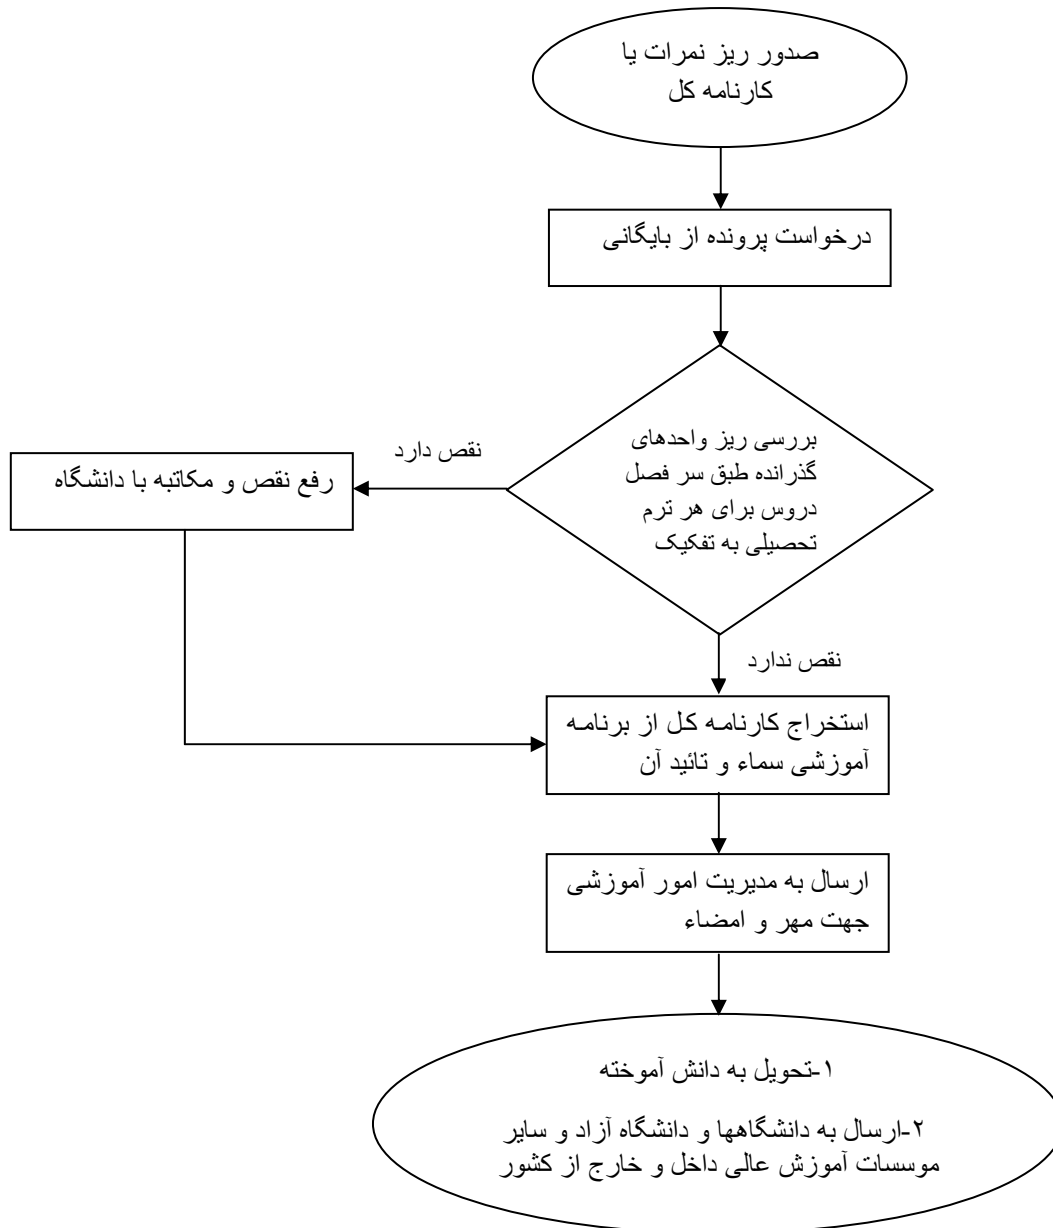 صدور ریز نمرات یا
کارنامه کل
درخواست پرونده از بایگانی
بررسی ریز واحدهای
گذرانده طبق سر فصل
دروس برای هر ترم
تحصیلی به تفکیک
نقص دارد
رفع نقص و مکاتبه با دانشگاه
نقص ندارد
استخراج کارنامه کل از برنامه
آموزشی سماء و تائید آن
ارسال به مدیریت امور آموزشی
جهت مهر و امضاء
۱-تحویل به دانش آموخته
۲-ارسال به دانشگاهها و دانشگاه آزاد و سایر
موسسات آموزش عالی داخل و خارج از کشور